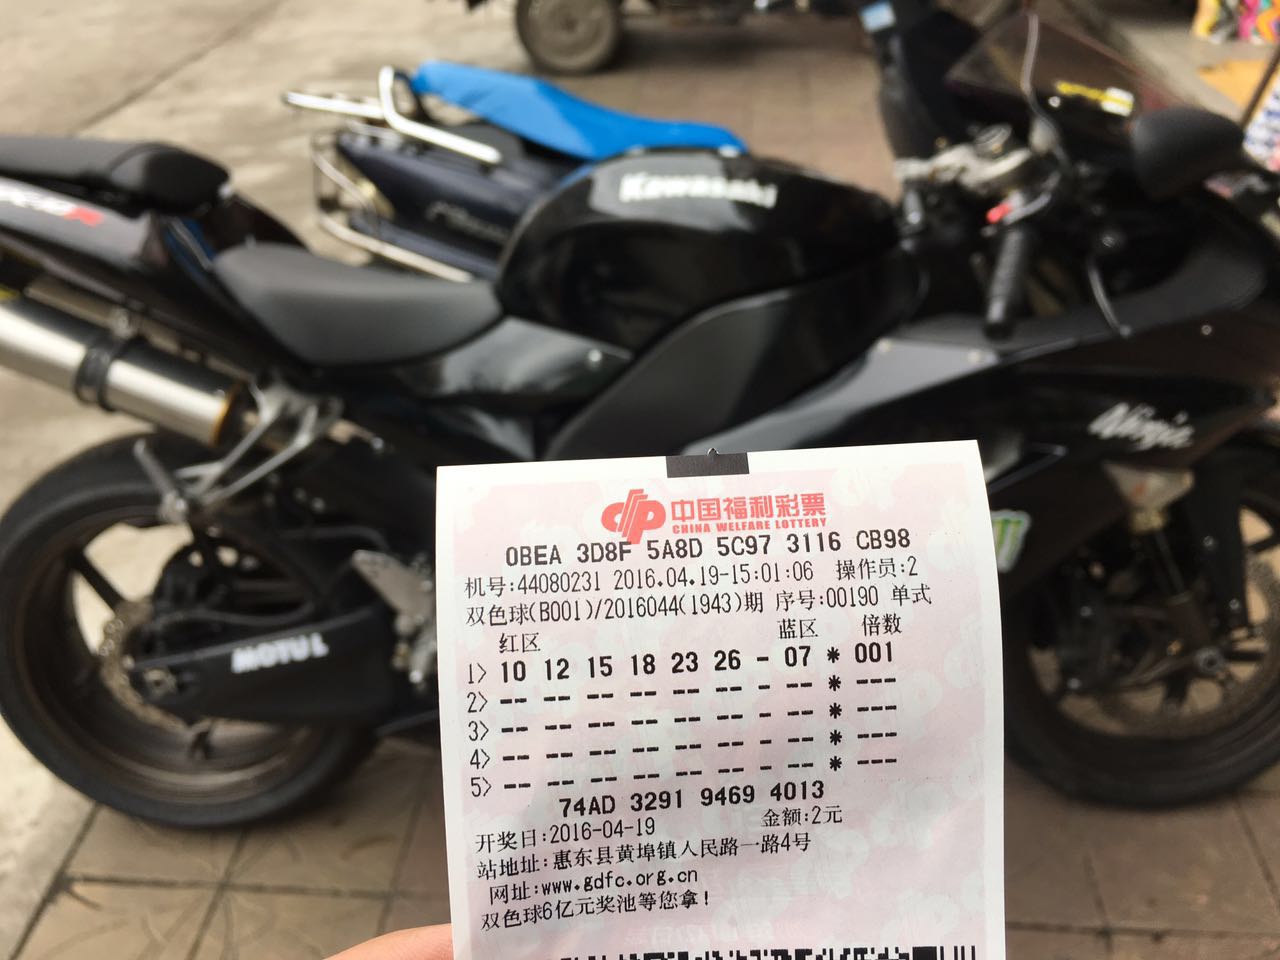 Kawasaki
Ninja
MOTUL
中国福利彩票
CHINA WELFARE LOTTERY
0BEA 3D8F 5A8D 5C97 3116 CB98
机号:44080231 2016.04.19-15:01:06 操作员:2
双色球(B001)/2016044(1943)期 序号:00190 单式
红区 蓝区 倍数
1> 10 12 15 18 23 26 - 07 * 001
2> -- -- -- -- -- -- - -- * ---
3> -- -- -- -- -- -- - -- * ---
4> -- -- -- -- -- -- - -- * ---
5> -- -- -- -- -- -- - -- * ---
74AD 3291 9469 4013
开奖日:2016-04-19 金额:2元
站地址:惠东县黄埠镇人民路一路4号
网址:www.gdfc.org.cn
双色球6亿元奖池等您拿!